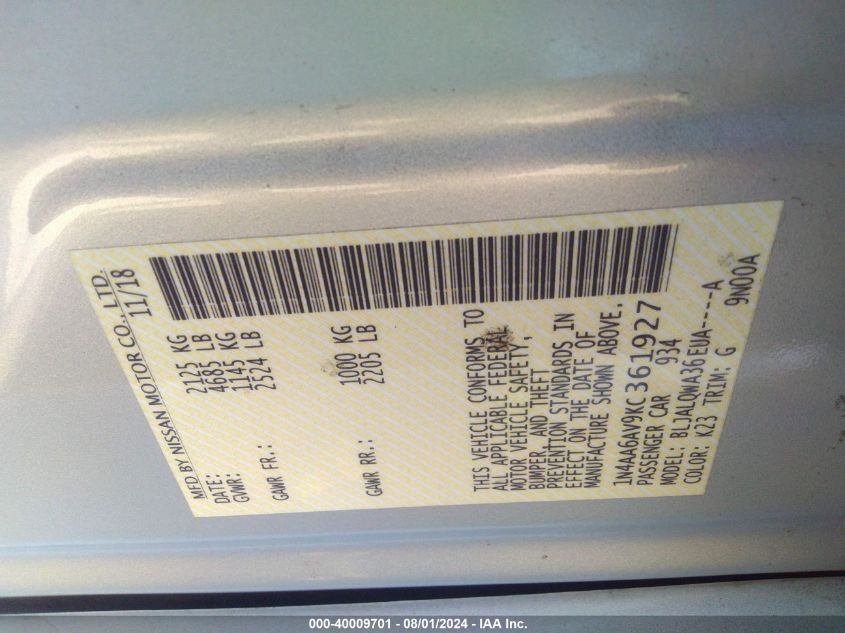 MFD BY NISSAN MOTOR CO., LTD.
DATE: 11/18
GVWR: 2125 KG
4685 LB
GAWR FR.: 1145 KG
2524 LB
GAWR RR.: 1000 KG
2205 LB
THIS VEHICLE CONFORMS TO
ALL APPLICABLE FEDERAL
MOTOR VEHICLE SAFETY,
BUMPER, AND THEFT
PREVENTION STANDARDS IN
EFFECT ON THE DATE OF
MANUFACTURE SHOWN ABOVE.
1N4AA6AV9KC361927
PASSENGER CAR 934
MODEL: BLJALQWA36EUA----A
COLOR: K23 TRIM: G 9N00A
000-40009701 - 08/01/2024 - IAA Inc.